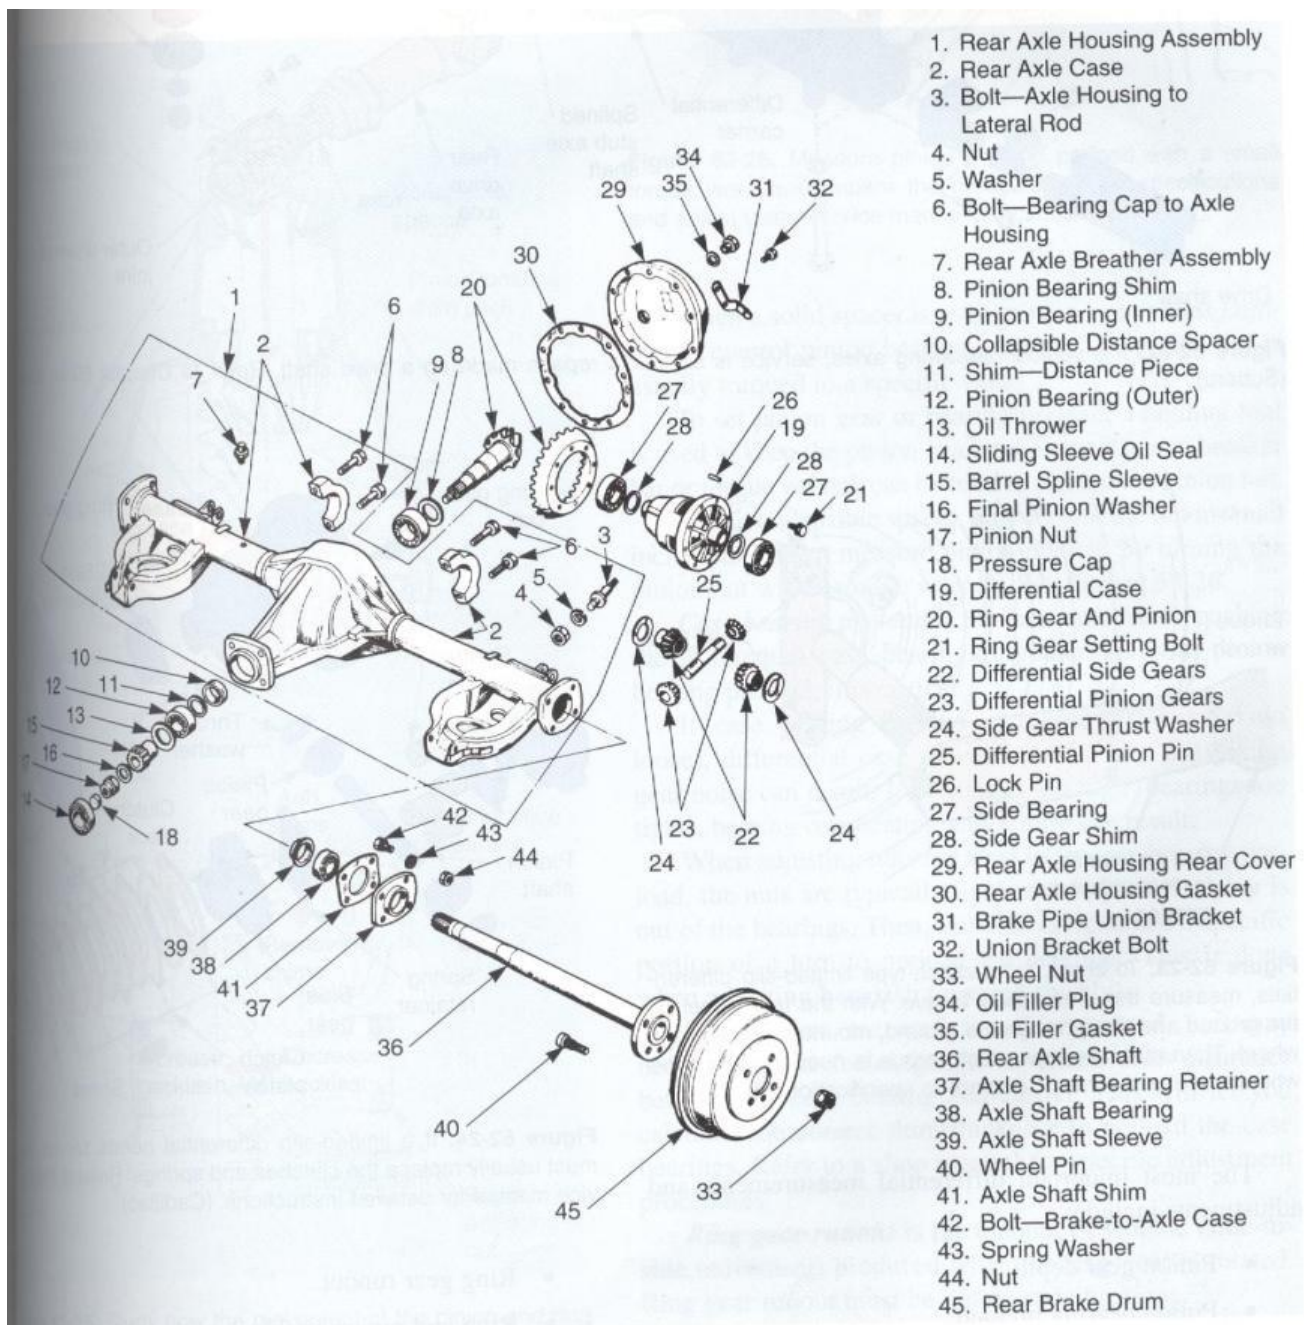 34
35
29
31
32
30
20
1
6
2
9
8
27
28
26
19
28
27
21
6
3
5
4
25
2
10
11
12
13
15
16
17
14
18
23
22
24
24
42
43
44
39
38
41
37
36
40
33
45
1. Rear Axle Housing Assembly
2. Rear Axle Case
3. Bolt—Axle Housing to
Lateral Rod
4. Nut
5. Washer
6. Bolt—Bearing Cap to Axle
Housing
7. Rear Axle Breather Assembly
8. Pinion Bearing Shim
9. Pinion Bearing (Inner)
10. Collapsible Distance Spacer
11. Shim—Distance Piece
12. Pinion Bearing (Outer)
13. Oil Thrower
14. Sliding Sleeve Oil Seal
15. Barrel Spline Sleeve
16. Final Pinion Washer
17. Pinion Nut
18. Pressure Cap
19. Differential Case
20. Ring Gear And Pinion
21. Ring Gear Setting Bolt
22. Differential Side Gears
23. Differential Pinion Gears
24. Side Gear Thrust Washer
25. Differential Pinion Pin
26. Lock Pin
27. Side Bearing
28. Side Gear Shim
29. Rear Axle Housing Rear Cover
30. Rear Axle Housing Gasket
31. Brake Pipe Union Bracket
32. Union Bracket Bolt
33. Wheel Nut
34. Oil Filler Plug
35. Oil Filler Gasket
36. Rear Axle Shaft
37. Axle Shaft Bearing Retainer
38. Axle Shaft Bearing
39. Axle Shaft Sleeve
40. Wheel Pin
41. Axle Shaft Shim
42. Bolt—Brake-to-Axle Case
43. Spring Washer
44. Nut
45. Rear Brake Drum